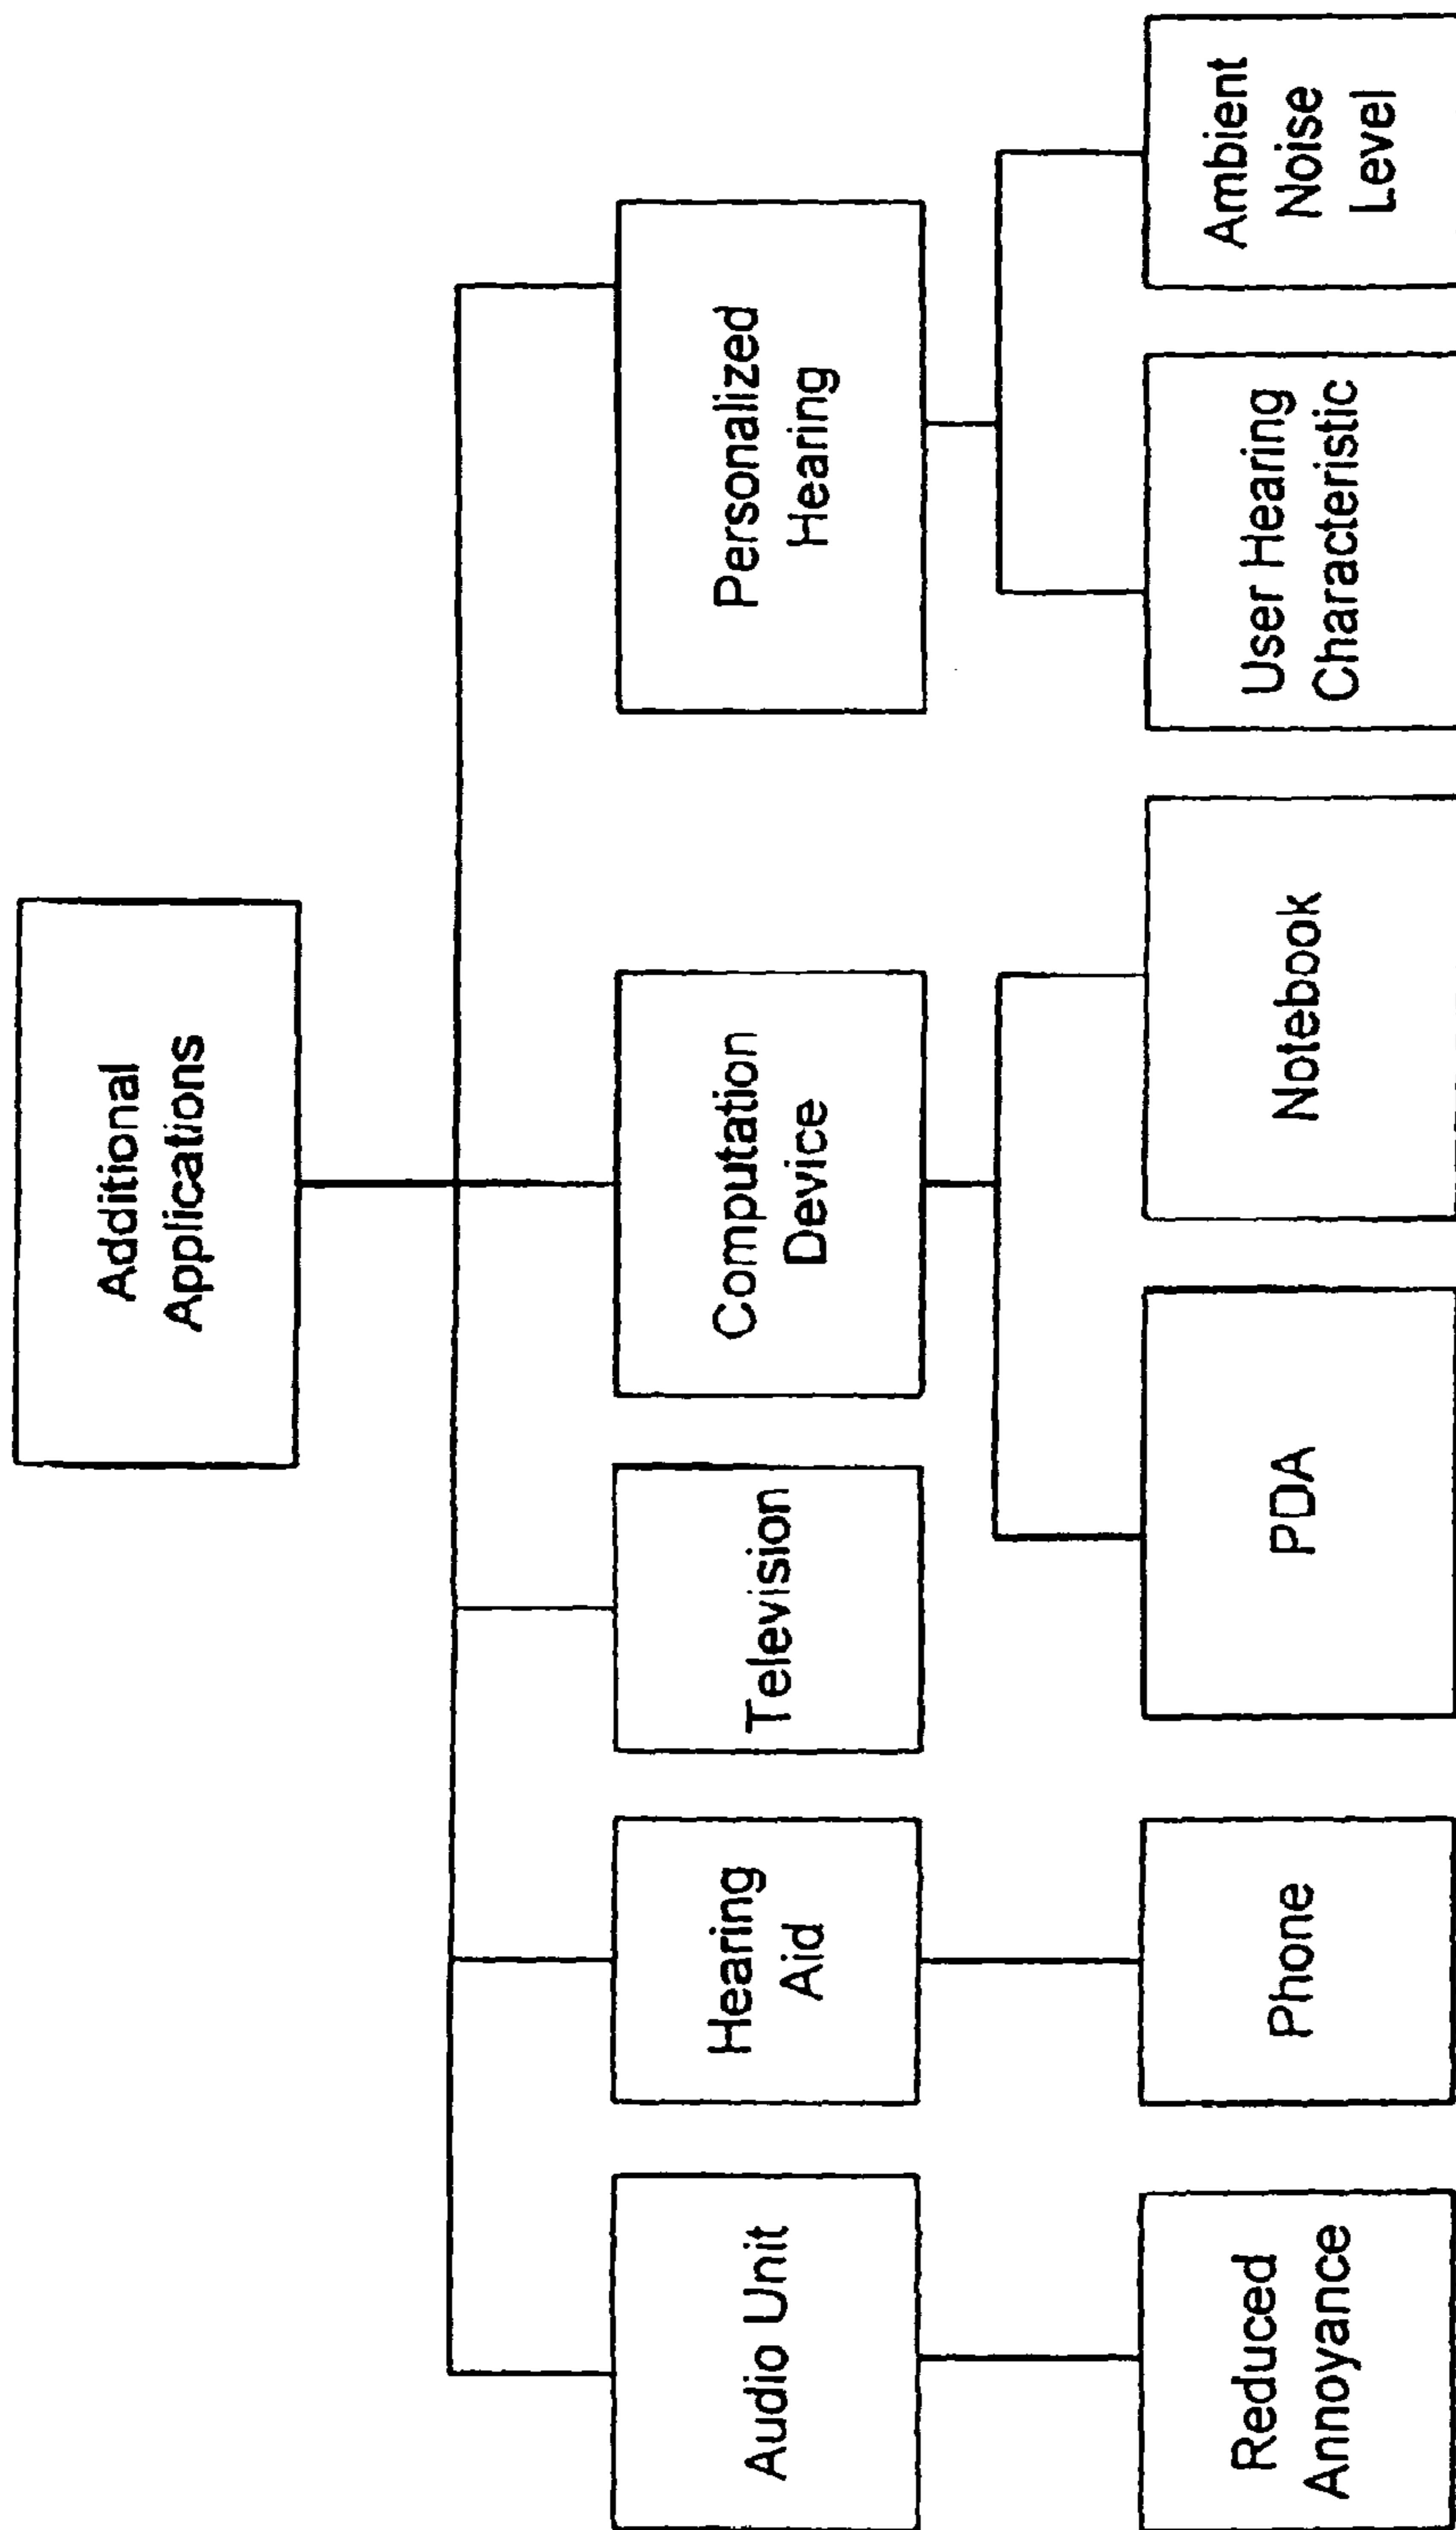 Additional
Applications
Audio Unit
Hearing
Aid
Television
Computation
Device
Personalized
Hearing
Reduced
Annoyance
Phone
PDA
Notebook
User Hearing
Characteristic
Ambient
Noise
Level